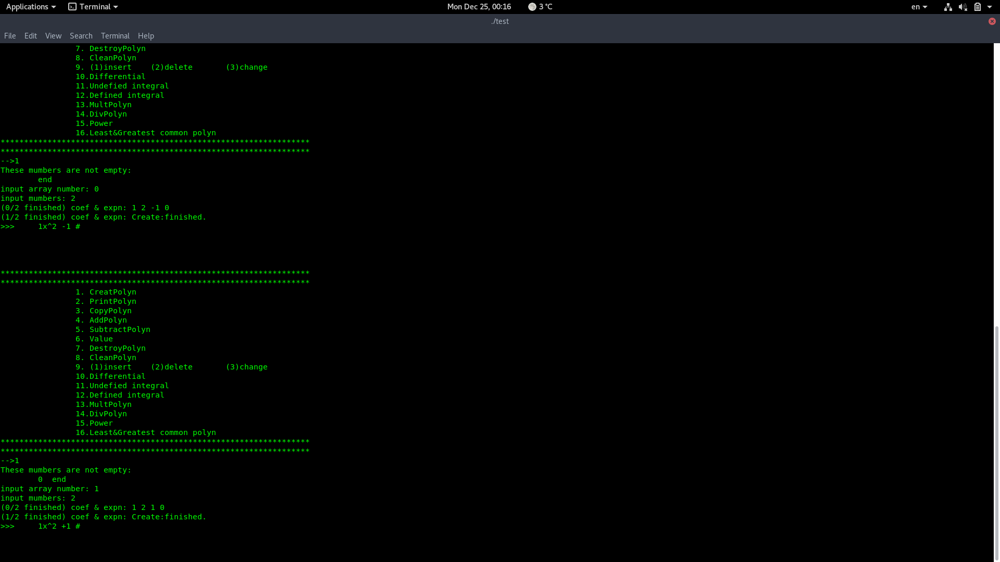 Applications Terminal Mon Dec 25, 00:16 3 °C en
./test
File Edit View Search Terminal Help
7. DestroyPolyn
8. CleanPolyn
9. (1)insert (2)delete (3)change
10.Differential
11.Undefied integral
12.Defined integral
13.MultPolyn
14.DivPolyn
15.Power
16.Least&Greatest common polyn
******************************************************************
******************************************************************
-->1
These mumbers are not empty:
end
input array number: 0
input mumbers: 2
(0/2 finished) coef & expn: 1 2 -1 0
(1/2 finished) coef & expn: Create:finished.
>>> 1x^2 -1 #
******************************************************************
******************************************************************
1. CreatPolyn
2. PrintPolyn
3. CopyPolyn
4. AddPolyn
5. SubtractPolyn
6. Value
7. DestroyPolyn
8. CleanPolyn
9. (1)insert (2)delete (3)change
10.Differential
11.Undefied integral
12.Defined integral
13.MultPolyn
14.DivPolyn
15.Power
16.Least&Greatest common polyn
******************************************************************
******************************************************************
-->1
These mumbers are not empty:
0 end
input array number: 1
input mumbers: 2
(0/2 finished) coef & expn: 1 2 1 0
(1/2 finished) coef & expn: Create:finished.
>>> 1x^2 +1 #